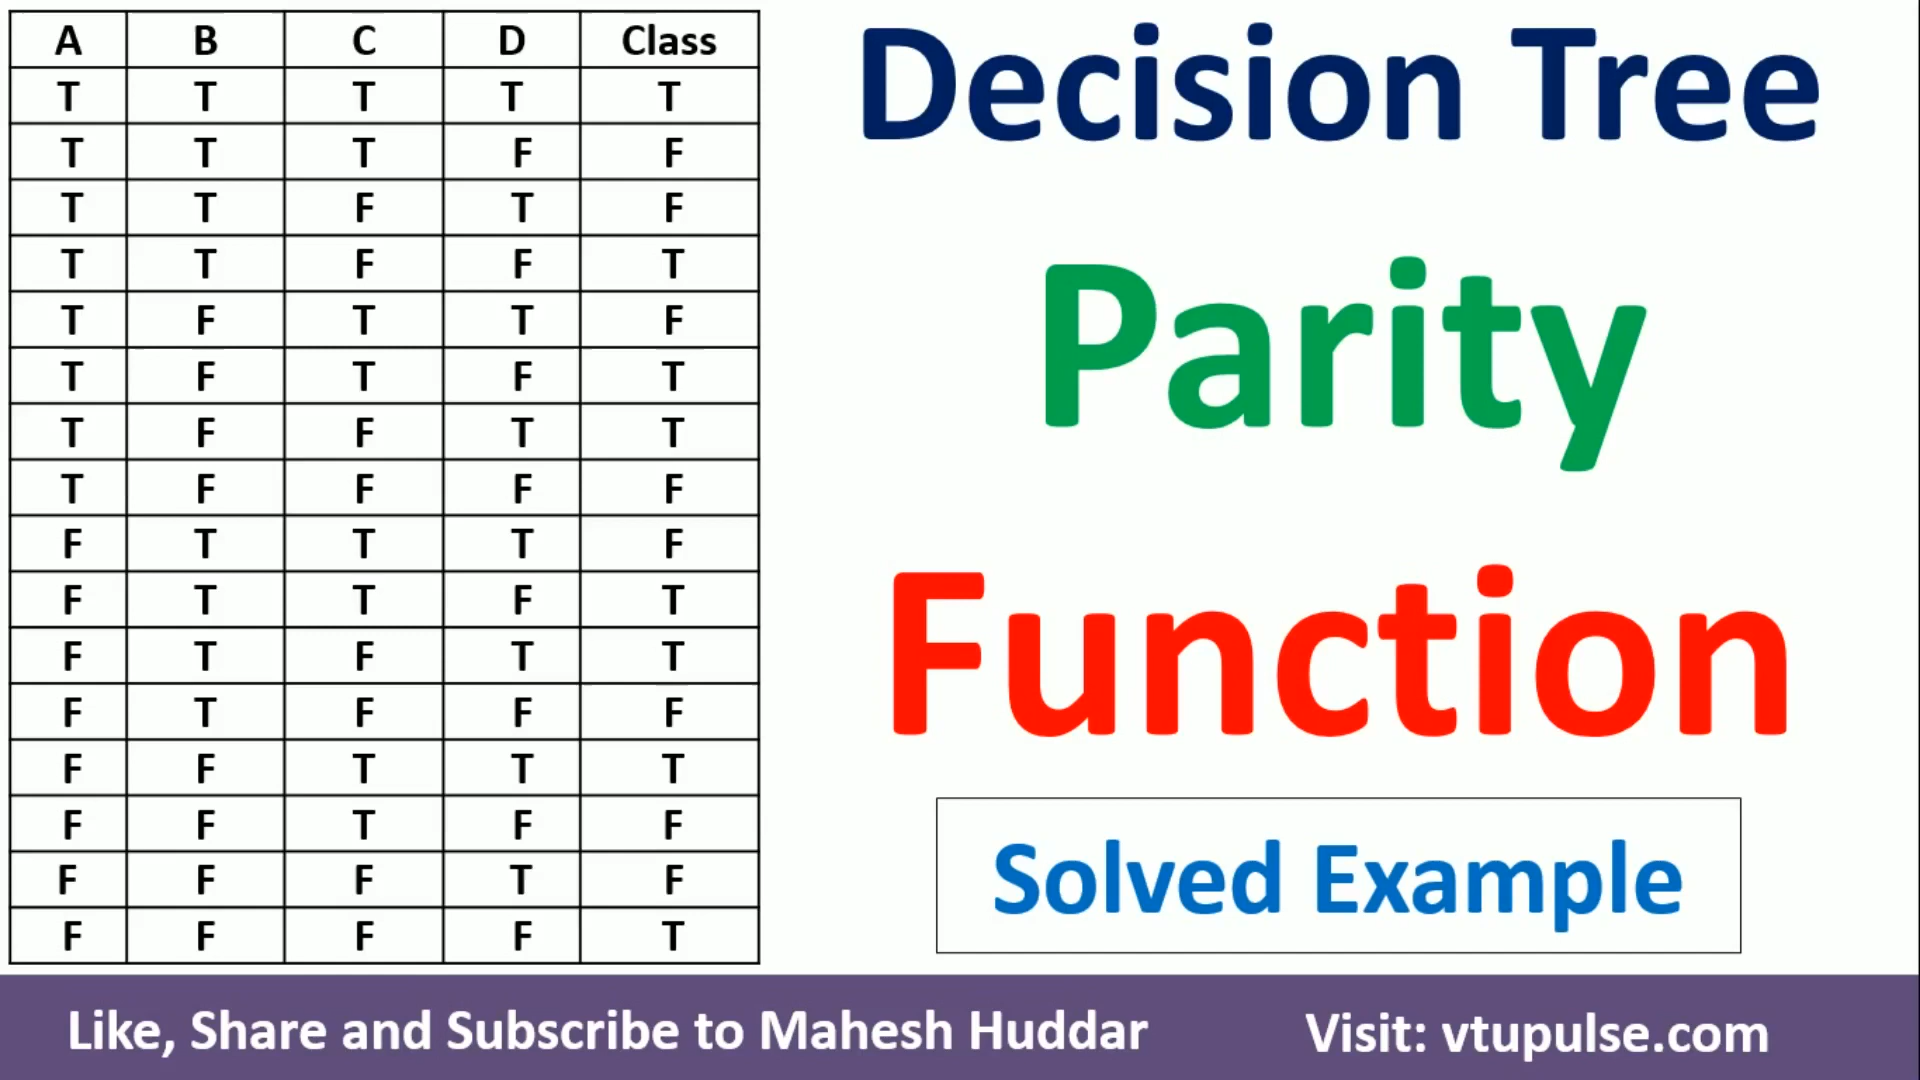 A B C D Class
T T T T T
T T T F F
T T F T F
T T F F T
T F T T F
T F T F T
T F F T T
T F F F F
F T T T F
F T T F T
F T F T T
F T F F F
F F T T T
F F T F F
F F F T F
F F F F T
Decision Tree
Parity
Function
Solved Example
Like, Share and Subscribe to Mahesh Huddar
Visit: vtupulse.com